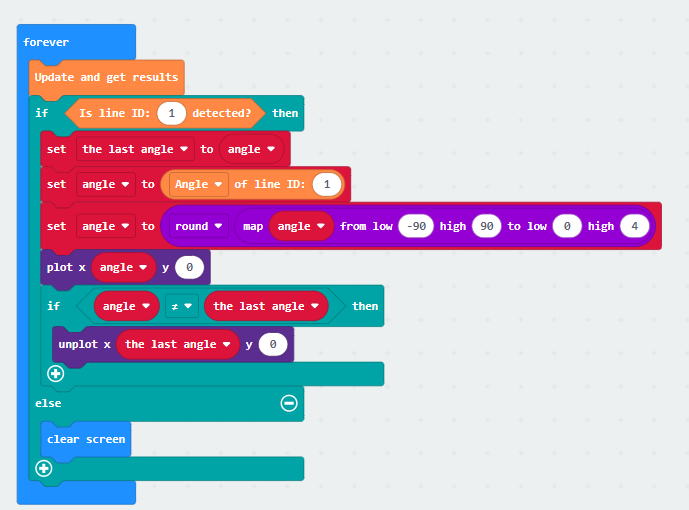 forever
Update and get results
if Is line ID: 1 detected? then
set the last angle to angle
set angle to Angle of line ID: 1
set angle to round map angle from low -90 high 90 to low 0 high 4
plot x angle y 0
if angle ≠ the last angle then
unplot x the last angle y 0
else
clear screen